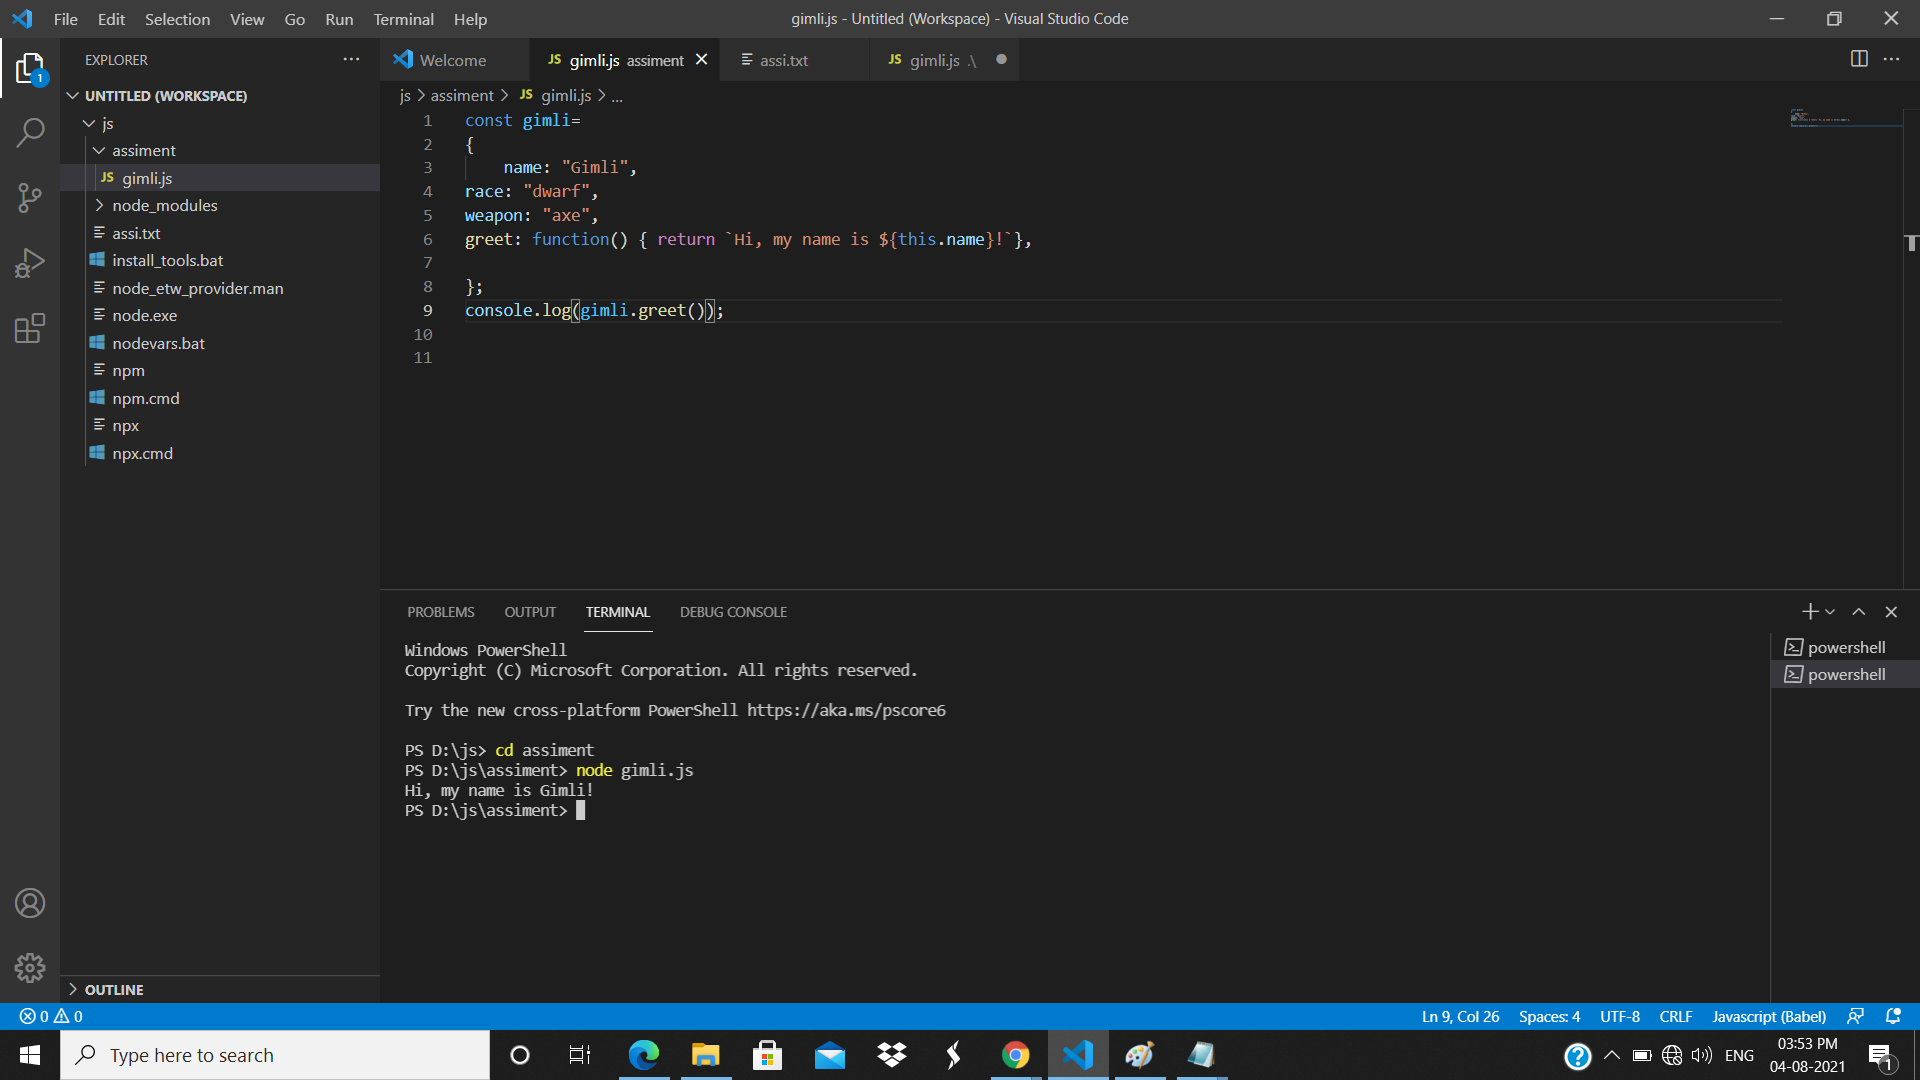 File Edit Selection View Go Run Terminal Help
gimli.js - Untitled (Workspace) - Visual Studio Code
EXPLORER
Welcome
JS gimli.js assiment
assi.txt
JS gimli.js .\
1
UNTITLED (WORKSPACE)
js
assiment
JS gimli.js
node_modules
assi.txt
install_tools.bat
node_etw_provider.man
node.exe
nodevars.bat
npm
npm.cmd
npx
npx.cmd
OUTLINE
js > assiment > JS gimli.js > ...
1 const gimli=
2 {
3 name: "Gimli",
4 race: "dwarf",
5 weapon: "axe",
6 greet: function() { return `Hi, my name is ${this.name}!`},
7
8 };
9 console.log(gimli.greet());
10
11
PROBLEMS OUTPUT TERMINAL DEBUG CONSOLE
Windows PowerShell
Copyright (C) Microsoft Corporation. All rights reserved.
Try the new cross-platform PowerShell https://aka.ms/pscore6
PS D:\js> cd assiment
PS D:\js\assiment> node gimli.js
Hi, my name is Gimli!
PS D:\js\assiment>
powershell
powershell
0 0
Ln 9, Col 26 Spaces: 4 UTF-8 CRLF Javascript (Babel)
Type here to search
ENG
03:53 PM
04-08-2021
1